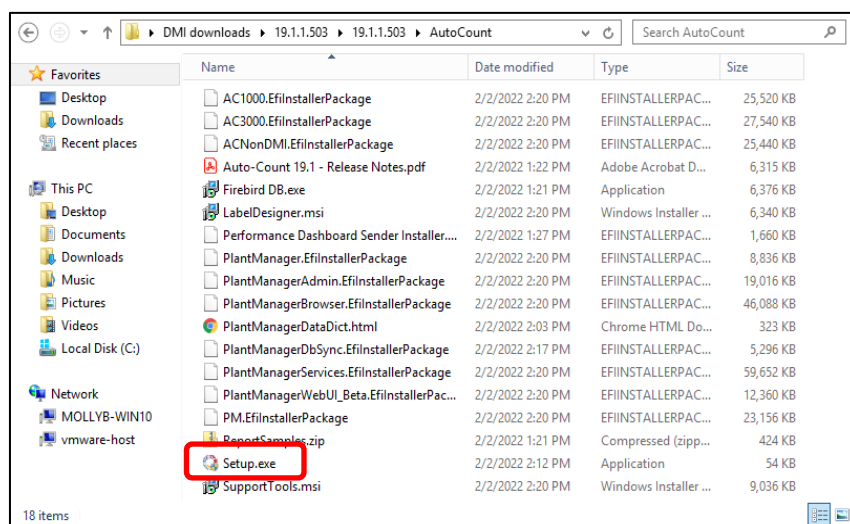 DMI downloads 19.1.1.503 19.1.1.503 AutoCount Search AutoCount
Favorites
Desktop
Downloads
Recent places
This PC
Desktop
Documents
Downloads
Music
Pictures
Videos
Local Disk (C:)
Network
MOLLYB-WIN10
vmware-host
Name Date modified Type Size
AC1000.EfiInstallerPackage 2/2/2022 2:20 PM EFIINSTALLERPAC... 25,520 KB
AC3000.EfiInstallerPackage 2/2/2022 2:20 PM EFIINSTALLERPAC... 27,540 KB
ACNonDMI.EfiInstallerPackage 2/2/2022 2:20 PM EFIINSTALLERPAC... 25,440 KB
Auto-Count 19.1 - Release Notes.pdf 2/2/2022 1:22 PM Adobe Acrobat D... 6,315 KB
Firebird DB.exe 2/2/2022 1:21 PM Application 6,376 KB
LabelDesigner.msi 2/2/2022 2:20 PM Windows Installer ... 6,340 KB
Performance Dashboard Sender Installer.... 2/2/2022 1:27 PM EFIINSTALLERPAC... 1,660 KB
PlantManager.EfiInstallerPackage 2/2/2022 2:20 PM EFIINSTALLERPAC... 8,836 KB
PlantManagerAdmin.EfiInstallerPackage 2/2/2022 2:20 PM EFIINSTALLERPAC... 19,016 KB
PlantManagerBrowser.EfiInstallerPackage 2/2/2022 2:20 PM EFIINSTALLERPAC... 46,088 KB
PlantManagerDataDict.html 2/2/2022 2:03 PM Chrome HTML Do... 323 KB
PlantManagerDbSync.EfiInstallerPackage 2/2/2022 2:17 PM EFIINSTALLERPAC... 5,296 KB
PlantManagerServices.EfiInstallerPackage 2/2/2022 2:20 PM EFIINSTALLERPAC... 59,652 KB
PlantManagerWebUI_Beta.EfiInstallerPac... 2/2/2022 2:20 PM EFIINSTALLERPAC... 12,360 KB
PM.EfiInstallerPackage 2/2/2022 2:20 PM EFIINSTALLERPAC... 23,156 KB
ReportSamples.zip 2/2/2022 1:21 PM Compressed (zipp... 424 KB
Setup.exe 2/2/2022 2:12 PM Application 54 KB
SupportTools.msi 2/2/2022 2:20 PM Windows Installer ... 9,036 KB
18 items